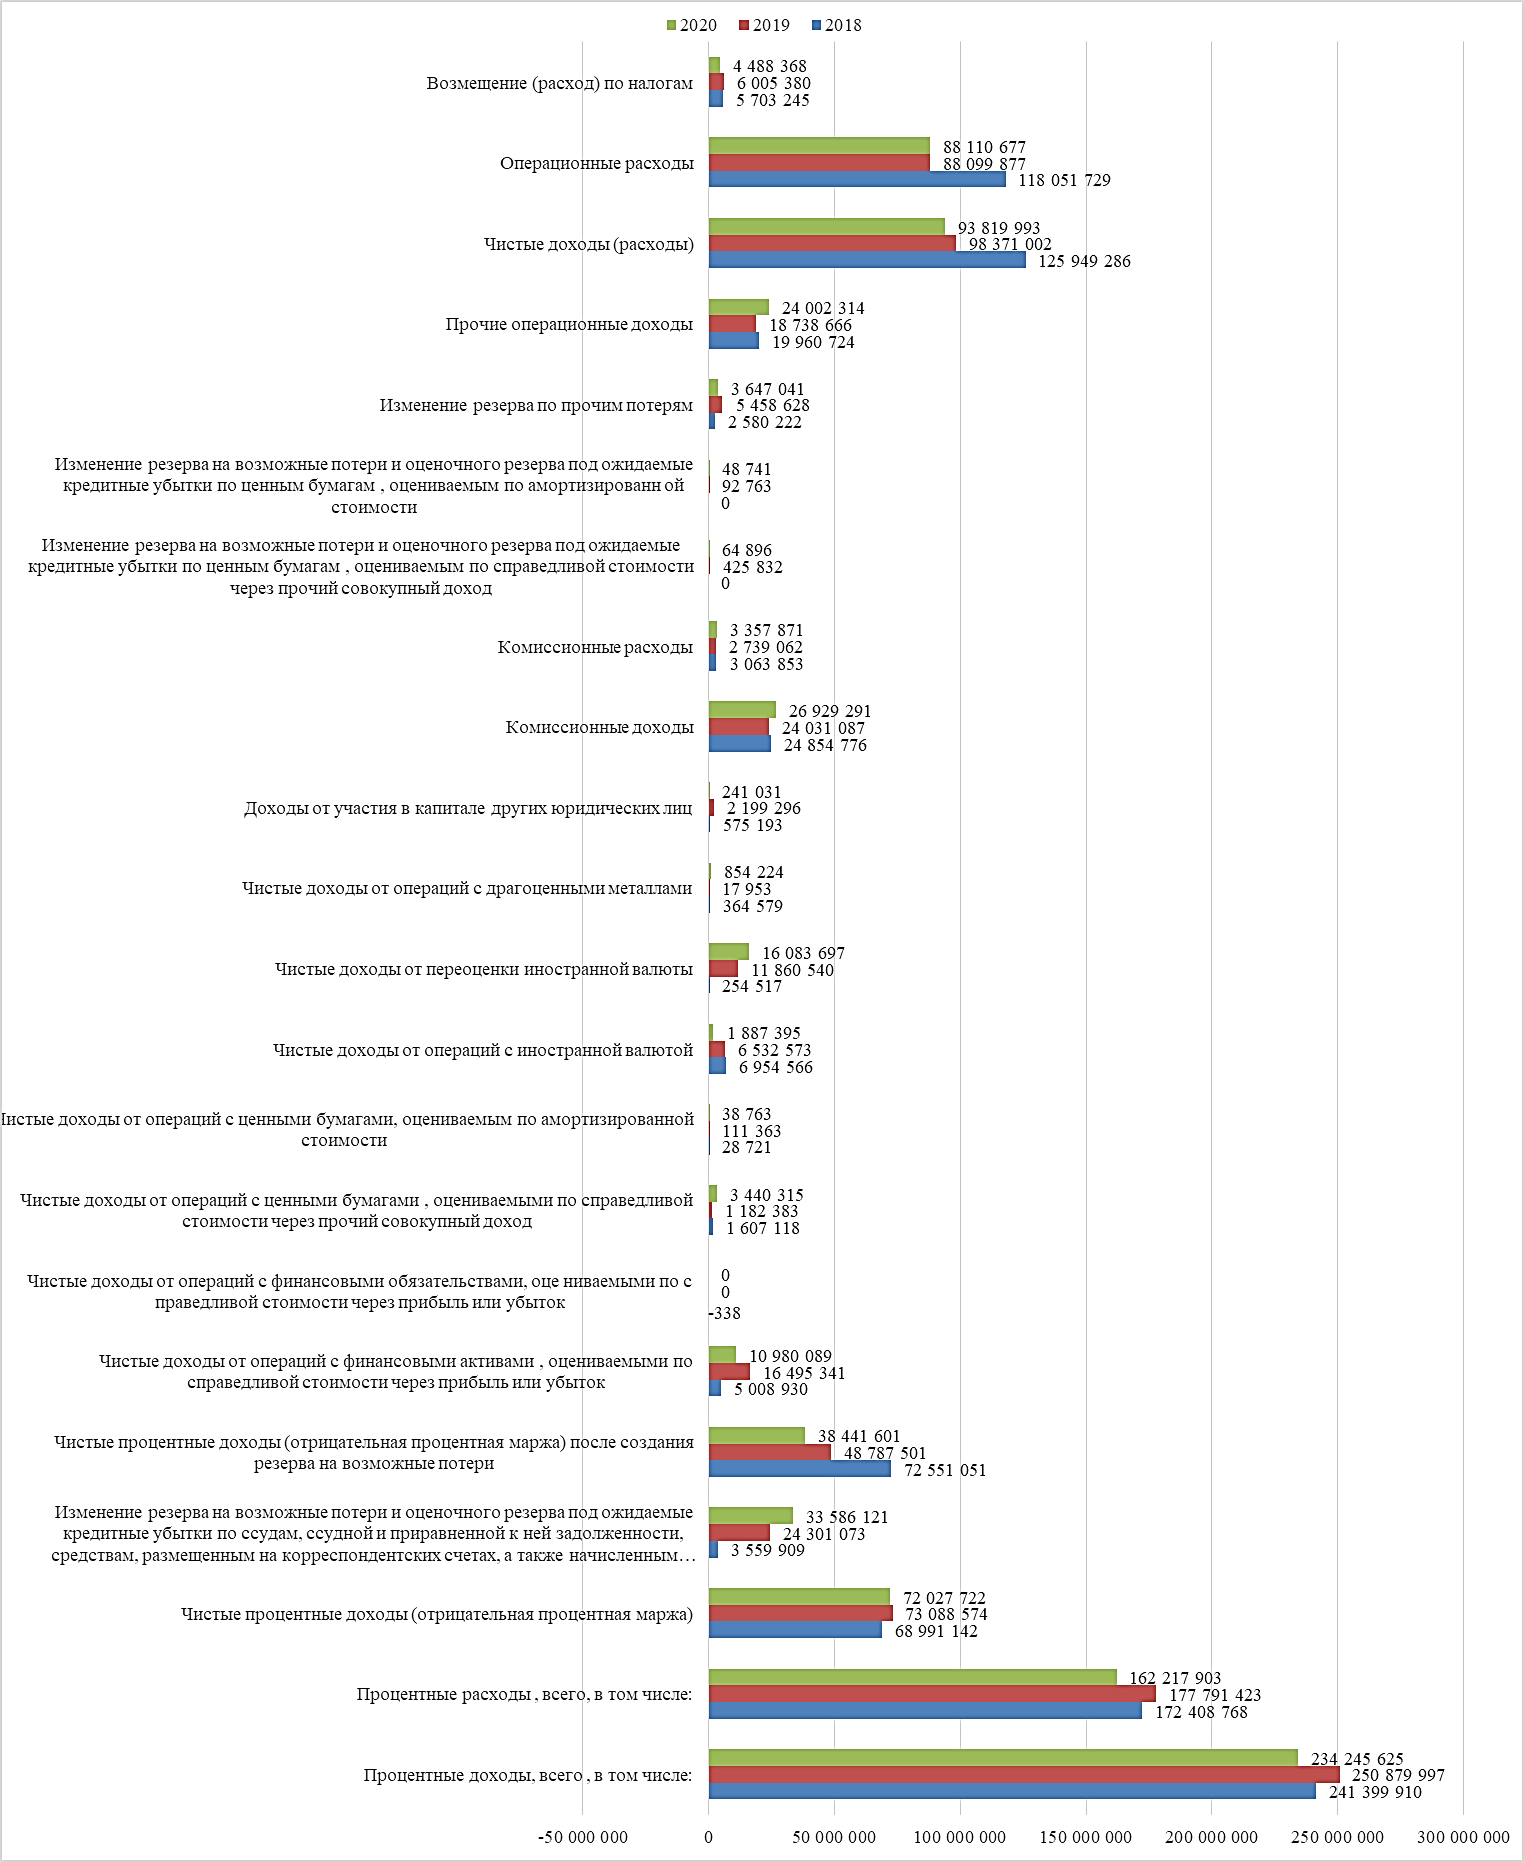 2020 2019 2018
Возмещение (расход) по налогам
4 488 368
6 005 380
5 703 245
Операционные расходы
88 110 677
88 099 877
118 051 729
Чистые доходы (расходы)
93 819 993
98 371 002
125 949 286
Прочие операционные доходы
24 002 314
18 738 666
19 960 724
Изменение резерва по прочим потерям
3 647 041
5 458 628
2 580 222
Изменение резерва на возможные потери и оценочного резерва под ожидаемые
кредитные убытки по ценным бумагам , оцениваемым по амортизированн ой
стоимости
48 741
92 763
0
Изменение резерва на возможные потери и оценочного резерва под ожидаемые
кредитные убытки по ценным бумагам , оцениваемым по справедливой стоимости
через прочий совокупный доход
64 896
425 832
0
Комиссионные расходы
3 357 871
2 739 062
3 063 853
Комиссионные доходы
26 929 291
24 031 087
24 854 776
Доходы от участия в капитале других юридических лиц
241 031
2 199 296
575 193
Чистые доходы от операций с драгоценными металлами
854 224
17 953
364 579
Чистые доходы от переоценки иностранной валюты
16 083 697
11 860 540
254 517
Чистые доходы от операций с иностранной валютой
1 887 395
6 532 573
6 954 566
Чистые доходы от операций с ценными бумагами, оцениваемым по амортизированной
стоимости
38 763
111 363
28 721
Чистые доходы от операций с ценными бумагами , оцениваемыми по справедливой
стоимости через прочий совокупный доход
3 440 315
1 182 383
1 607 118
Чистые доходы от операций с финансовыми обязательствами, оце ниваемыми по с
праведливой стоимости через прибыль или убыток
0
0
-338
Чистые доходы от операций с финансовыми активами , оцениваемыми по
справедливой стоимости через прибыль или убыток
10 980 089
16 495 341
5 008 930
Чистые процентные доходы (отрицательная процентная маржа) после создания
резерва на возможные потери
38 441 601
48 787 501
72 551 051
Изменение резерва на возможные потери и оценочного резерва под ожидаемые
кредитные убытки по ссудам, ссудной и приравненной к ней задолженности,
средствам, размещенным на корреспондентских счетах, а также начисленным…
33 586 121
24 301 073
3 559 909
Чистые процентные доходы (отрицательная процентная маржа)
72 027 722
73 088 574
68 991 142
Процентные расходы , всего, в том числе:
162 217 903
177 791 423
172 408 768
Процентные доходы, всего , в том числе:
234 245 625
250 879 997
241 399 910
-50 000 000 0 50 000 000 100 000 000 150 000 000 200 000 000 250 000 000 300 000 000